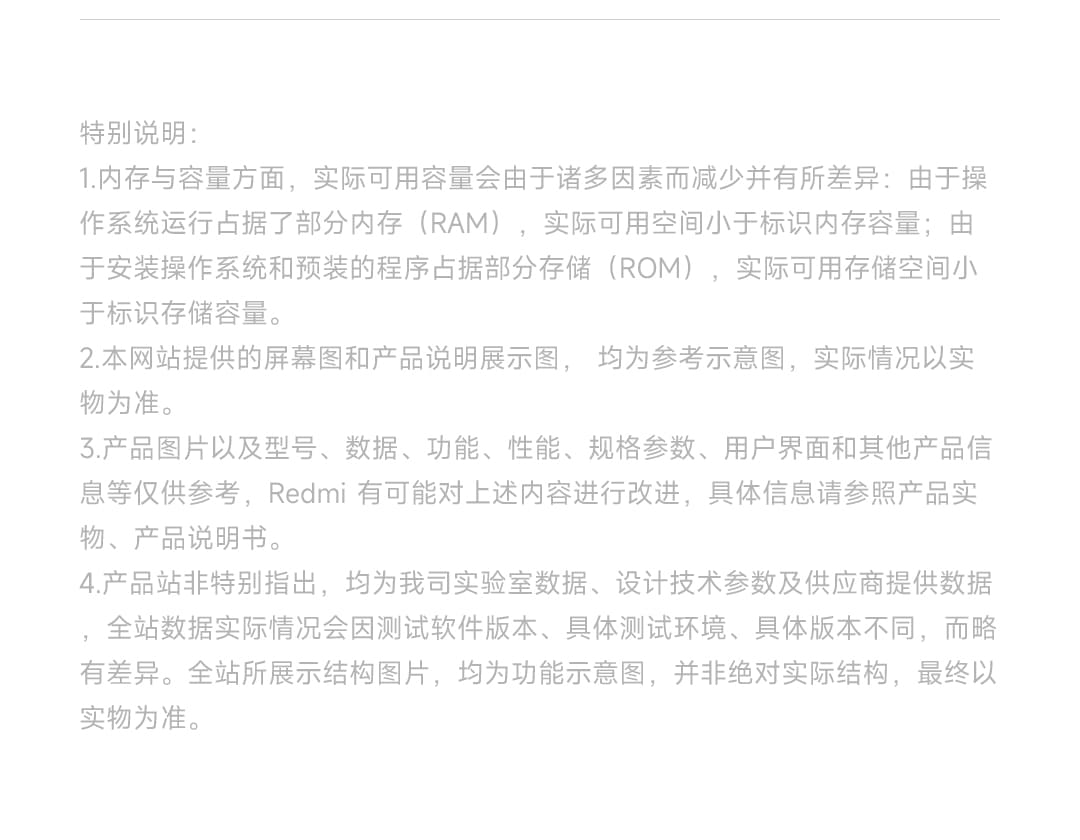 特别说明：
1.内存与容量方面，实际可用容量会由于诸多因素而减少并有所差异：由于操
作系统运行占据了部分内存（RAM），实际可用空间小于标识内存容量；由
于安装操作系统和预装的程序占据部分存储（ROM），实际可用存储空间小
于标识存储容量。
2.本网站提供的屏幕图和产品说明展示图， 均为参考示意图，实际情况以实
物为准。
3.产品图片以及型号、数据、功能、性能、规格参数、用户界面和其他产品信
息等仅供参考，Redmi 有可能对上述内容进行改进，具体信息请参照产品实
物、产品说明书。
4.产品站非特别指出，均为我司实验室数据、设计技术参数及供应商提供数据
，全站数据实际情况会因测试软件版本、具体测试环境、具体版本不同，而略
有差异。全站所展示结构图片，均为功能示意图，并非绝对实际结构，最终以
实物为准。